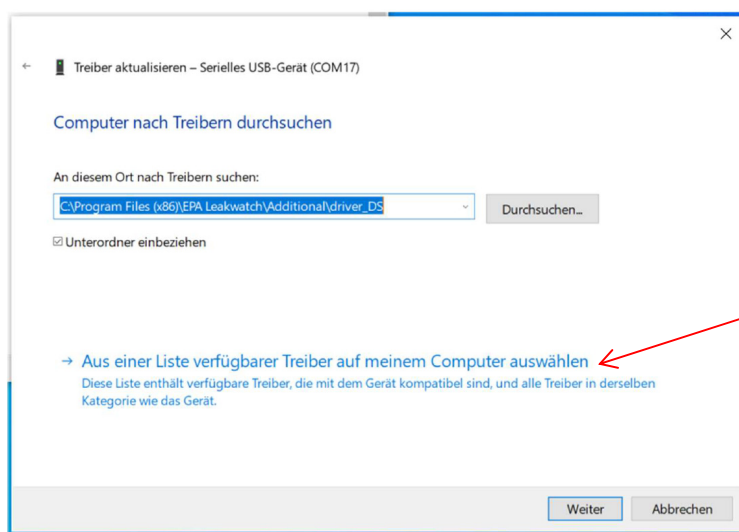 Treiber aktualisieren – Serielles USB-Gerät (COM17)
Computer nach Treibern durchsuchen
An diesem Ort nach Treibern suchen:
C:\Program Files (x86)\EPA Leakwatch\Additional\driver_DS
Durchsuchen...
Unterordner einbeziehen
Aus einer Liste verfügbarer Treiber auf meinem Computer auswählen
Diese Liste enthält verfügbare Treiber, die mit dem Gerät kompatibel sind, und alle Treiber in derselben
Kategorie wie das Gerät.
Weiter Abbrechen